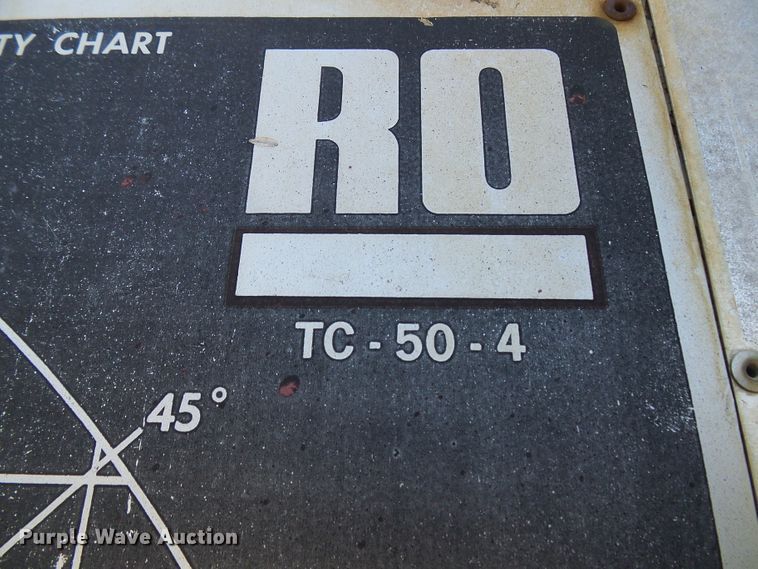 TY CHART
RO
TC - 50 - 4
45°
Purple Wave Auction